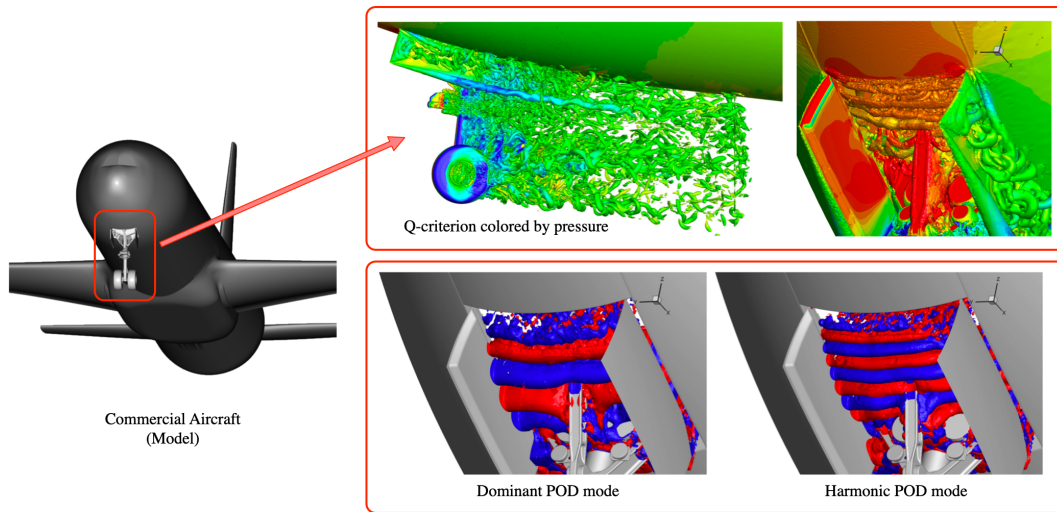 Q-criterion colored by pressure
Commercial Aircraft
(Model)
Dominant POD mode
Harmonic POD mode